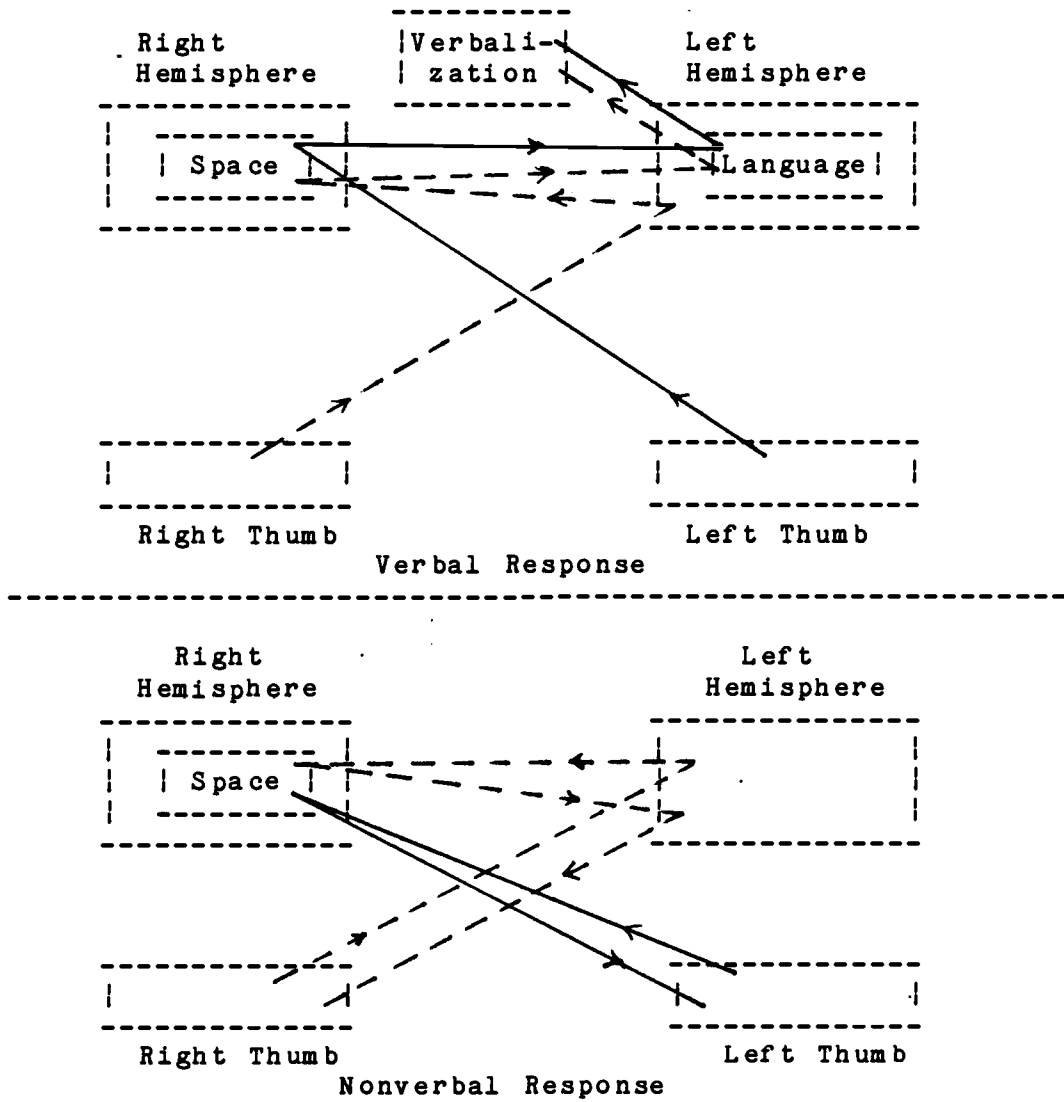 Right Hemisphere
Verbali-
zation
Left Hemisphere
Space
Language
Right Thumb
Left Thumb
Verbal Response
Right Hemisphere
Left Hemisphere
Space
Right Thumb
Left Thumb
Nonverbal Response